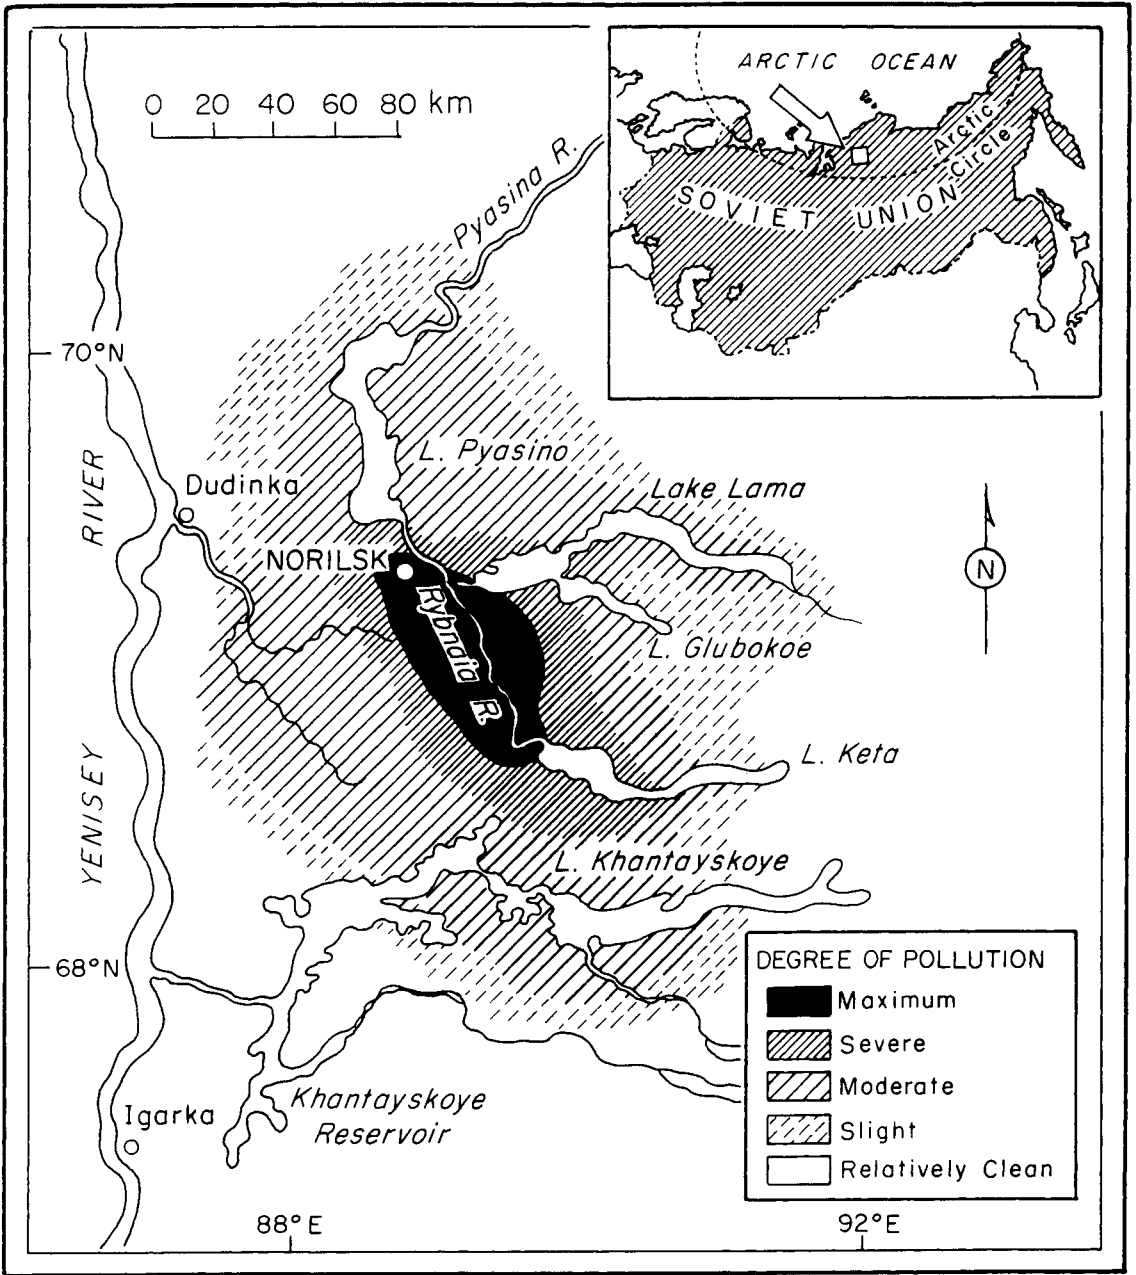 0 20 40 60 80 km
ARCTIC OCEAN
Arctic
Circle
SOVIET UNION
Pyasina R.
70°N
L. Pyasino
Lake Lama
RIVER
Dudinka
NORILSK
N
Rybnaia R.
L. Glubokoe
YENISEY
L. Keta
L. Khantayskoye
68°N
DEGREE OF POLLUTION
Maximum
Severe
Moderate
Slight
Relatively Clean
Khantayskoye
Reservoir
Igarka
88°E
92°E